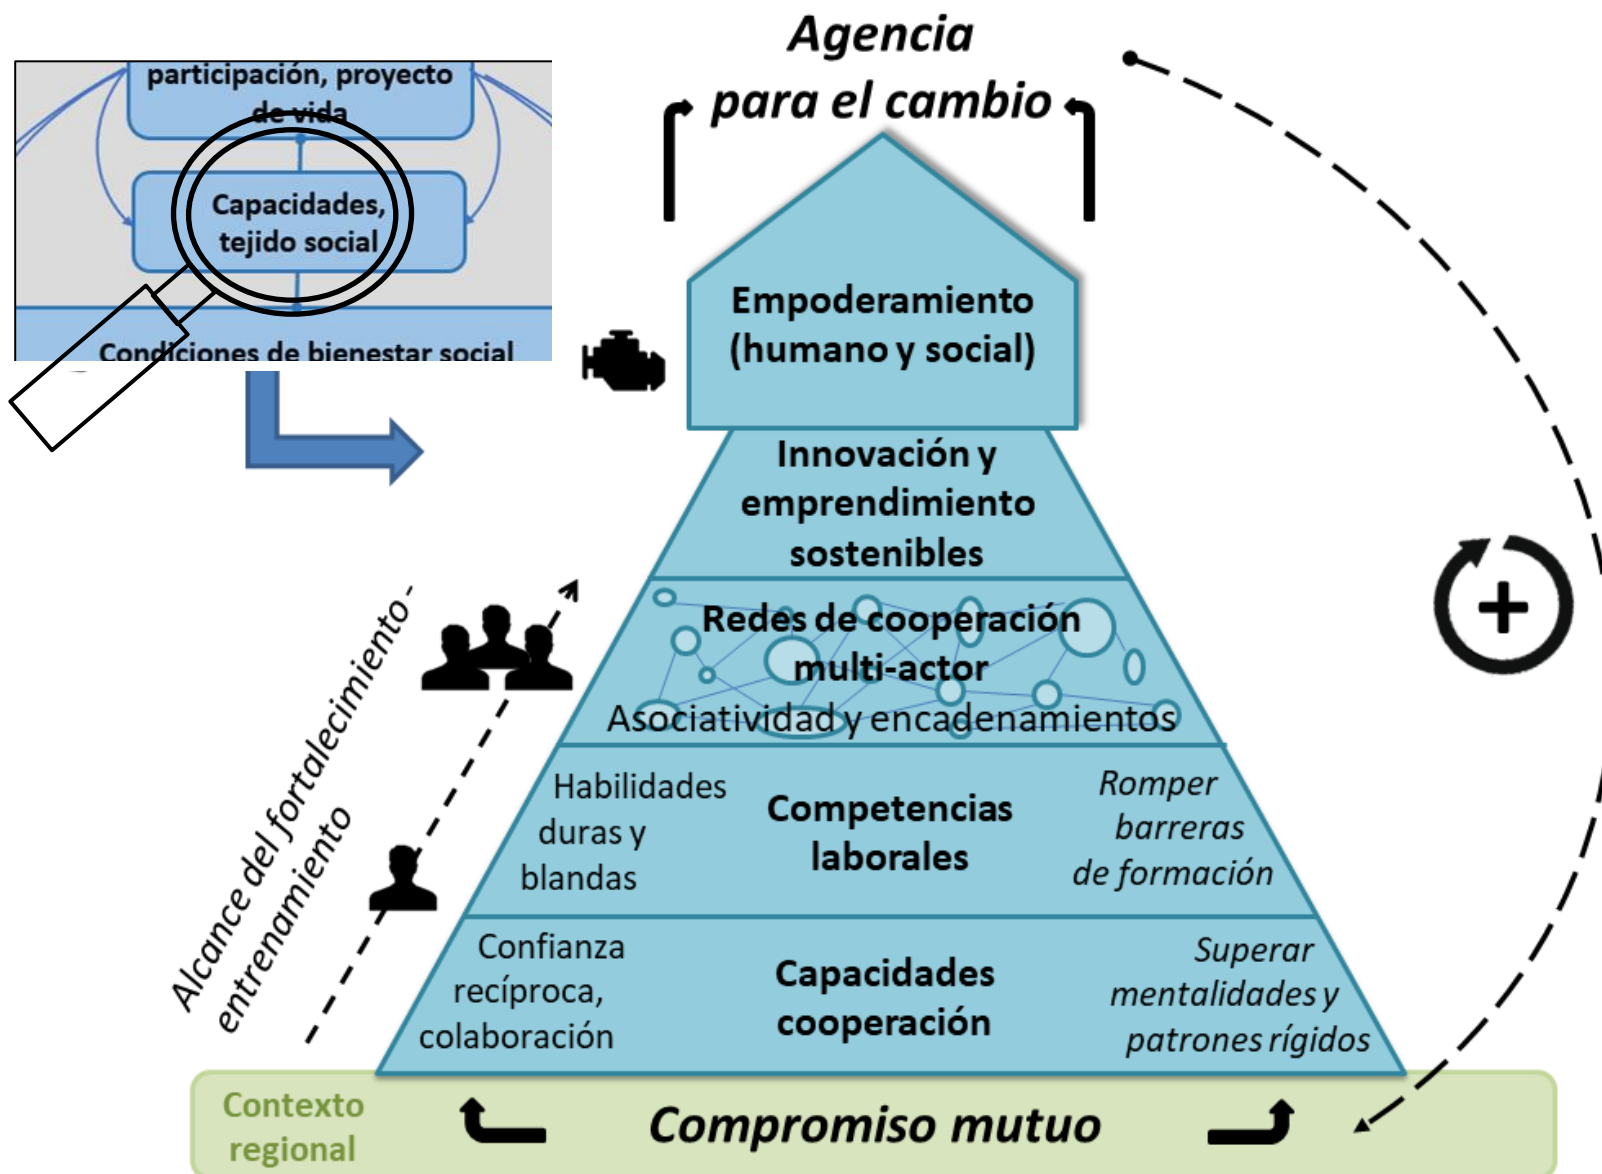 Agencia
para el cambio
participación, proyecto
de vida
Capacidades,
tejido social
Condiciones de bienestar social
Empoderamiento
(humano y social)
Innovación y
emprendimiento
sostenibles
Redes de cooperación
multi-actor
Asociatividad y encadenamientos
Alcance del fortalecimiento -
entrenamiento
Habilidades
duras y
blandas
Competencias
laborales
Romper
barreras
de formación
Confianza
recíproca,
colaboración
Capacidades
cooperación
Superar
mentalidades y
patrones rígidos
Contexto
regional
Compromiso mutuo